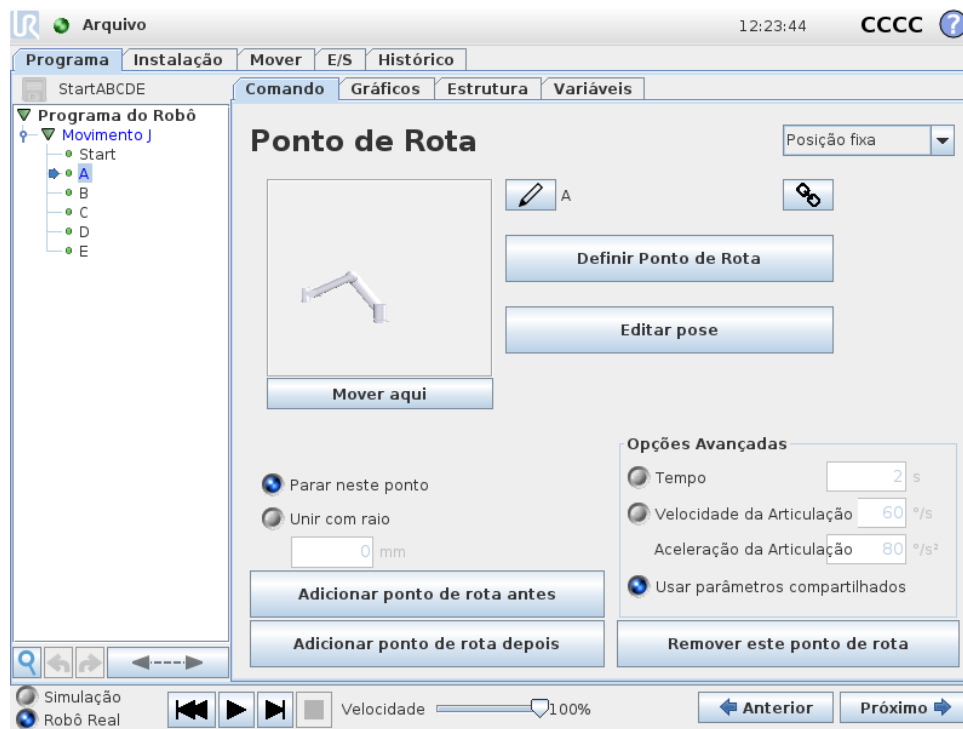 UR Arquivo 12:23:44 CCCC ?
Programa Instalação Mover E/S Histórico
StartABCDE
Comando Gráficos Estrutura Variáveis
Programa do Robô
Movimento J
Start
A
B
C
D
E
Ponto de Rota
Posição fixa
A
Definir Ponto de Rota
Editar pose
Mover aqui
Parar neste ponto
Unir com raio
0 mm
Opções Avançadas
Tempo 2 s
Velocidade da Articulação 60 °/s
Aceleração da Articulação 80 °/s²
Usar parâmetros compartilhados
Adicionar ponto de rota antes
Adicionar ponto de rota depois
Remover este ponto de rota
Simulação
Robô Real
Velocidade 100%
Anterior
Próximo